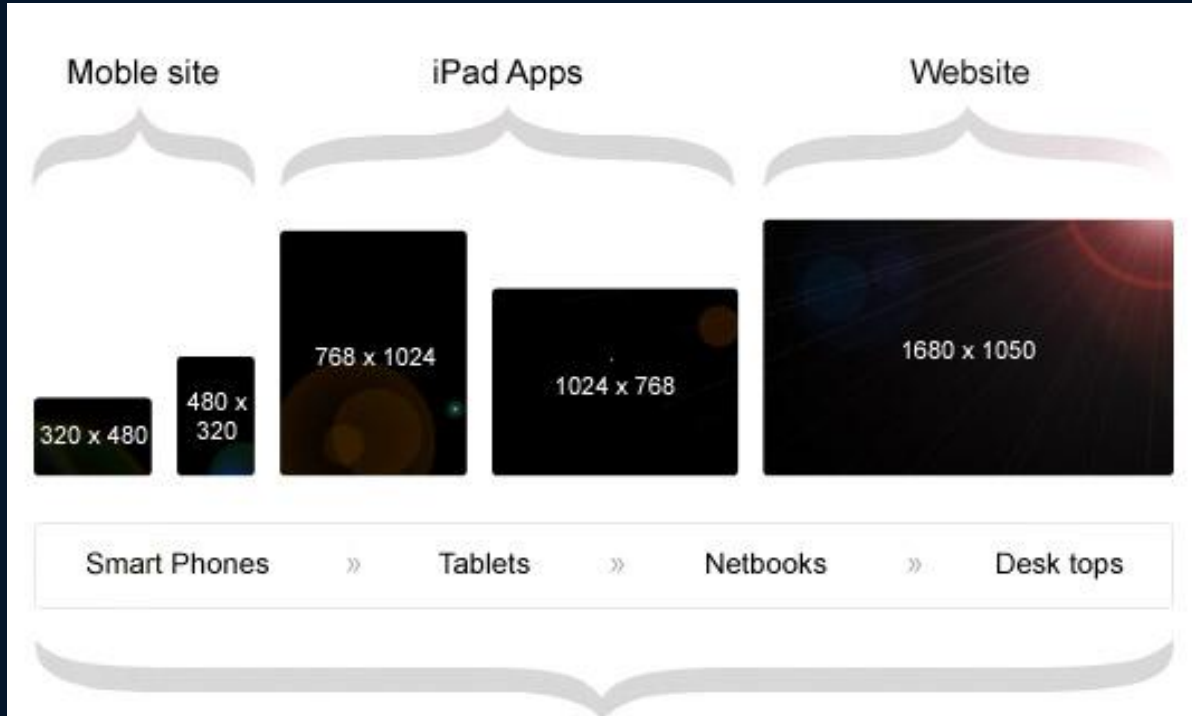 Moble site
iPad Apps
Website
320 x 480
480 x
320
768 x 1024
1024 x 768
1680 x 1050
Smart Phones » Tablets » Netbooks » Desk tops